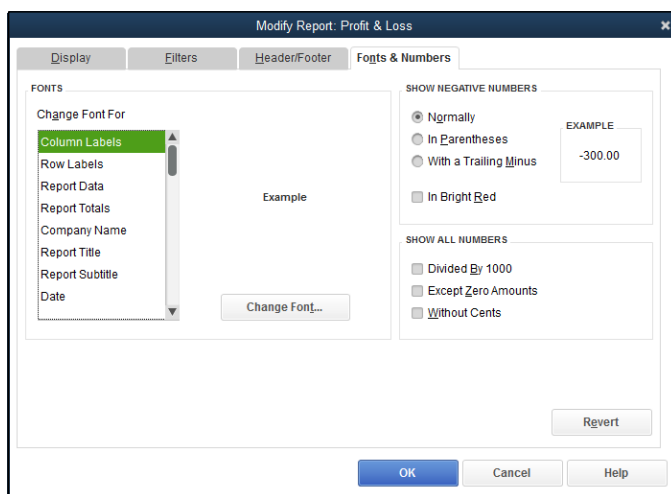 Modify Report: Profit & Loss
Display
Filters
Header/Footer
Fonts & Numbers
FONTS
Change Font For
Column Labels
Row Labels
Report Data
Report Totals
Company Name
Report Title
Report Subtitle
Date
Example
Change Font...
SHOW NEGATIVE NUMBERS
Normally
In Parentheses
With a Trailing Minus
In Bright Red
EXAMPLE
-300.00
SHOW ALL NUMBERS
Divided By 1000
Except Zero Amounts
Without Cents
Revert
OK
Cancel
Help